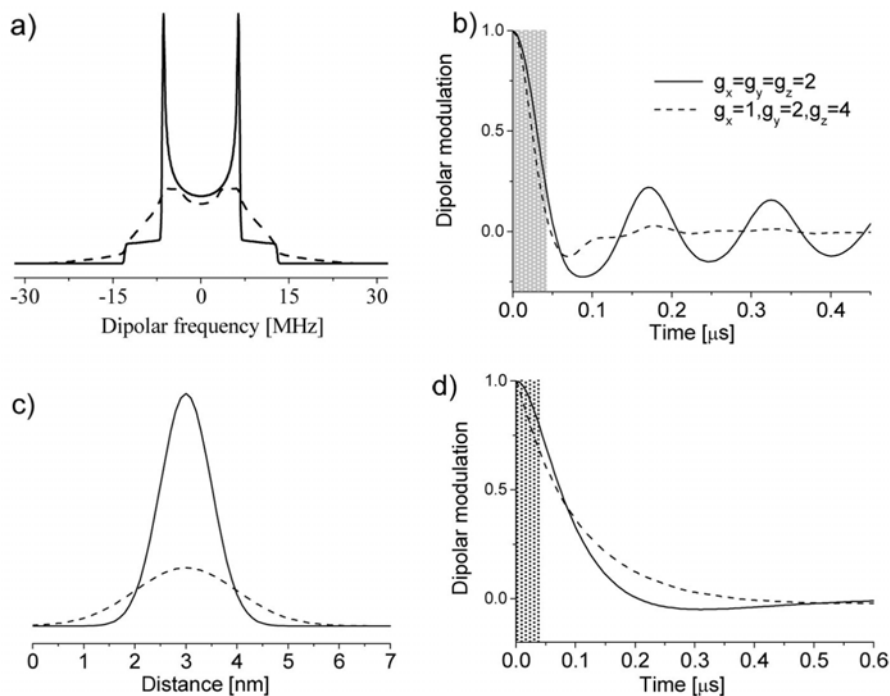 a)
-30 -15 0 15 30
Dipolar frequency [MHz]
b)
1.0
0.5
0.0
Dipolar modulation
g_x=g_y=g_z=2
g_x=1,g_y=2,g_z=4
0.0 0.1 0.2 0.3 0.4
Time [μs]
c)
0 1 2 3 4 5 6 7
Distance [nm]
d)
1.0
0.5
0.0
Dipolar modulation
0.0 0.1 0.2 0.3 0.4 0.5 0.6
Time [μs]